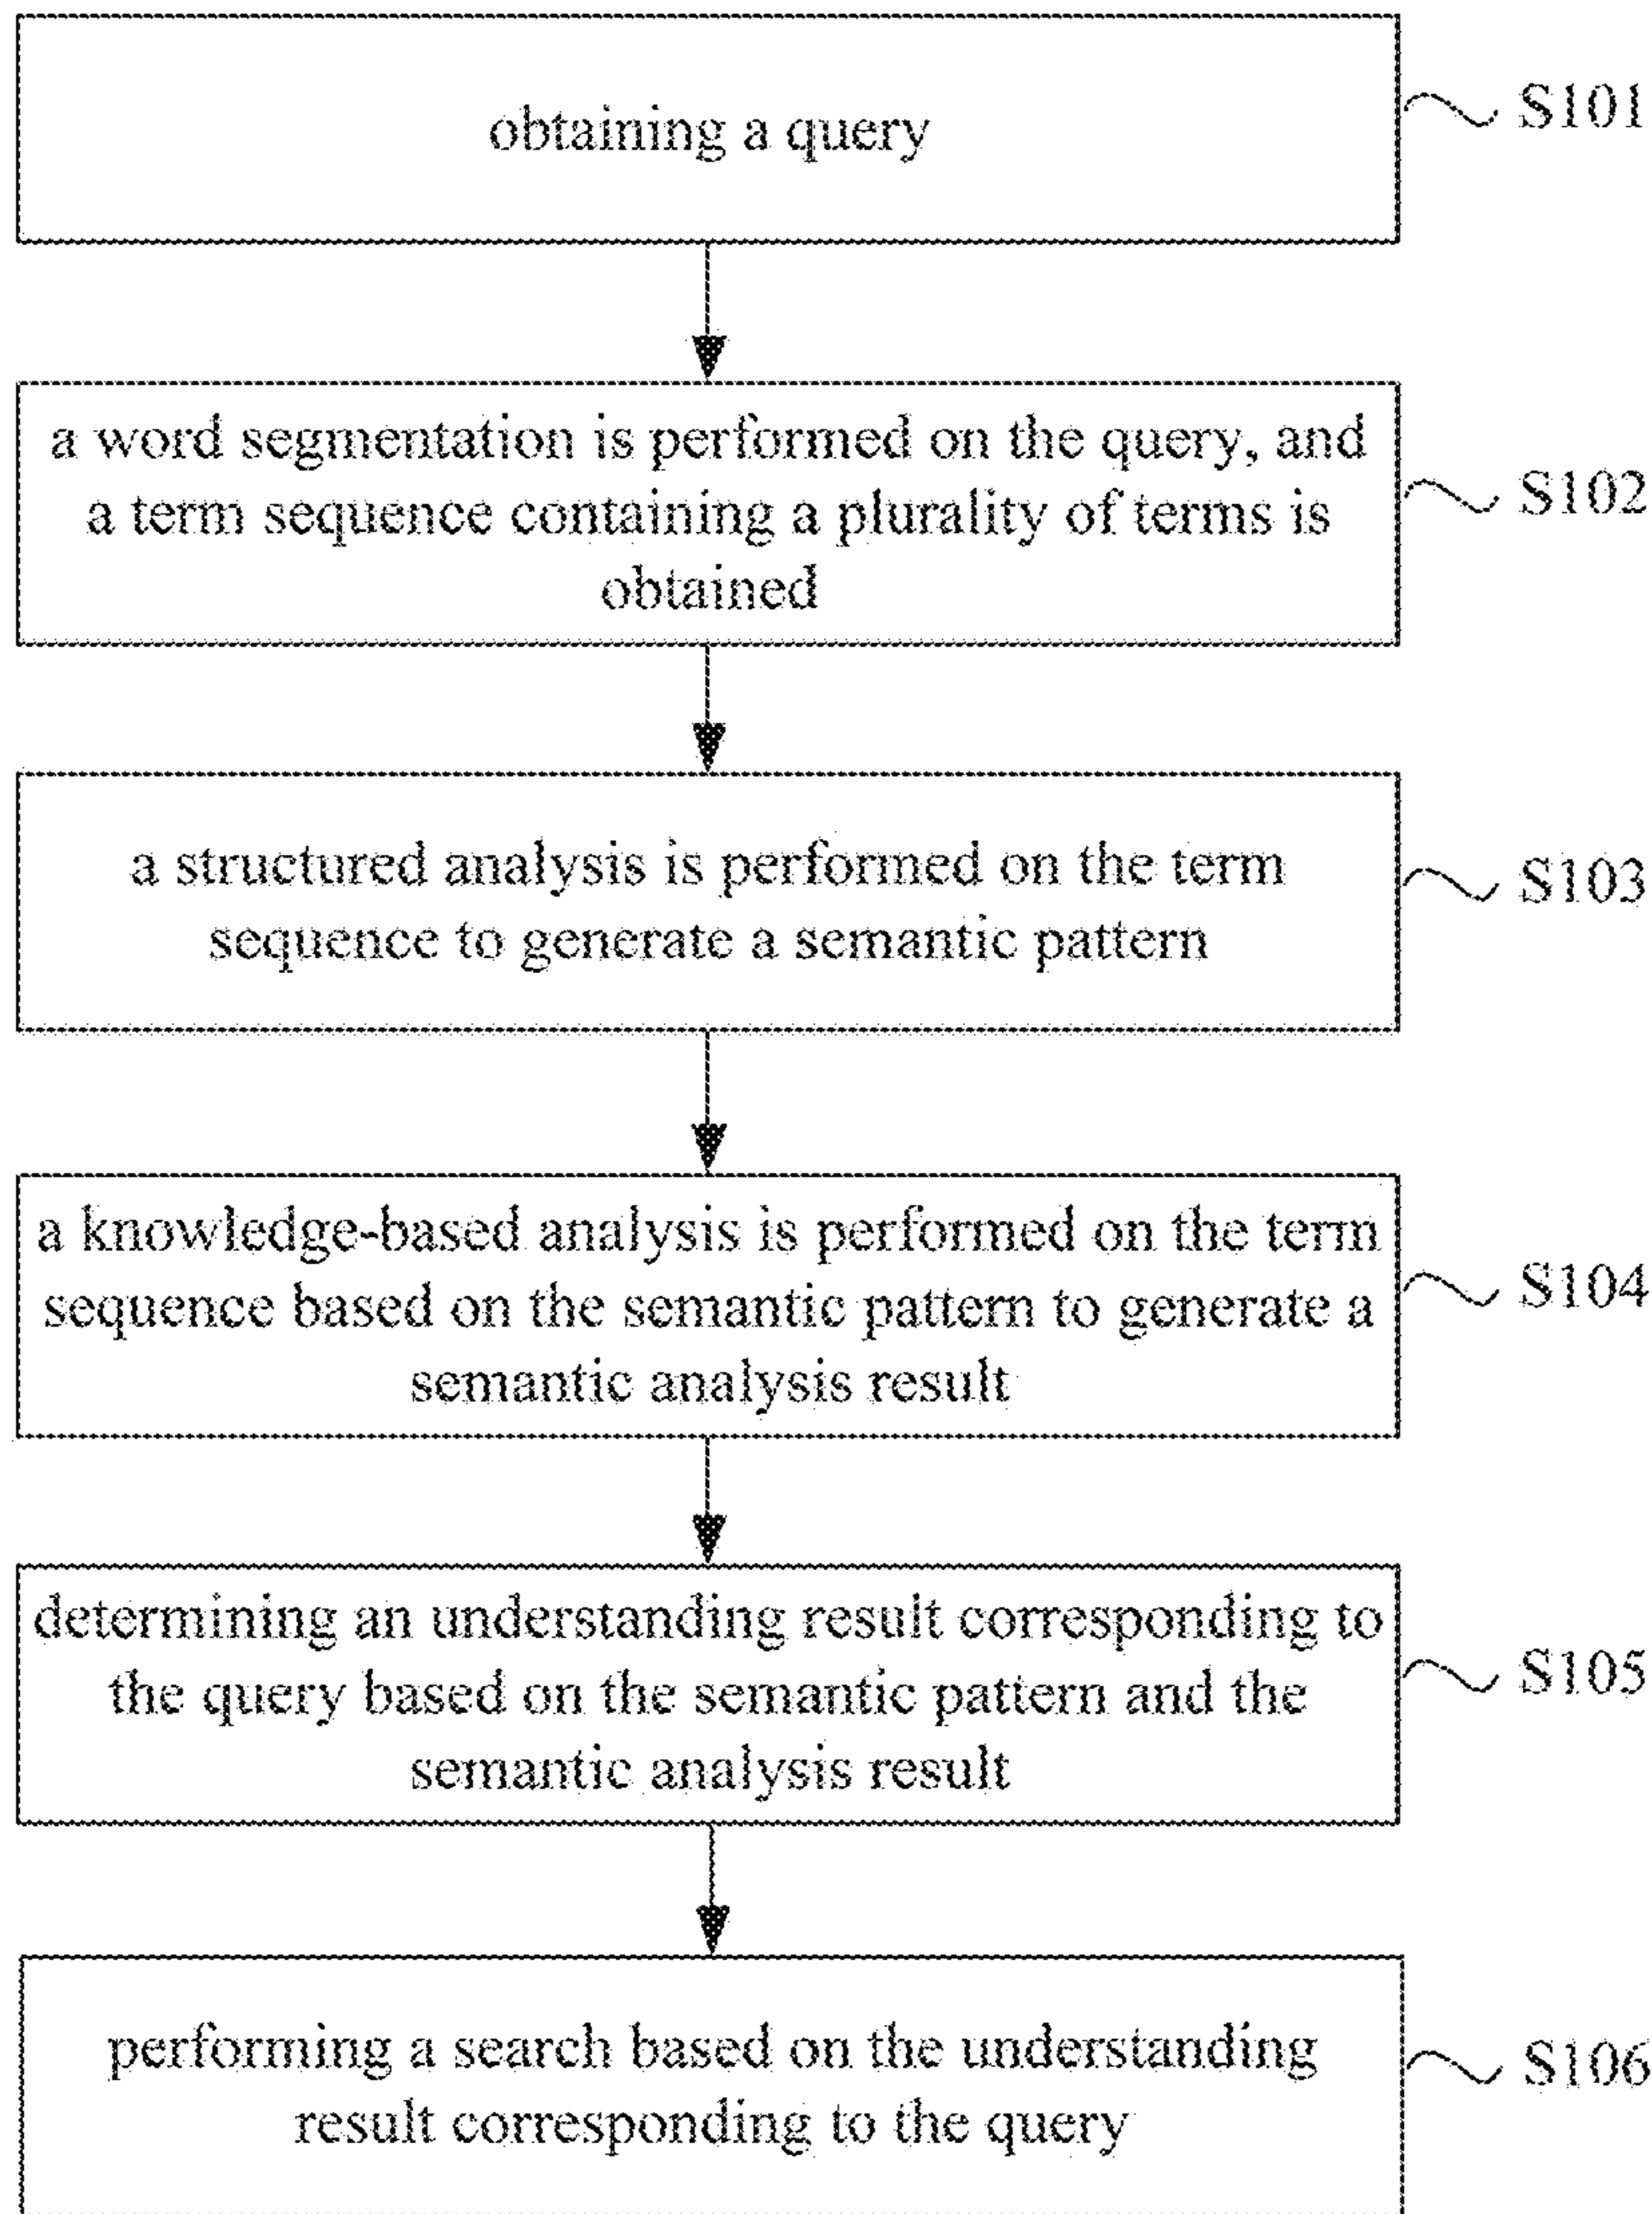 obtaining a query
S101
a word segmentation is performed on the query, and
a term sequence containing a plurality of terms is
obtained
S102
a structured analysis is performed on the term
sequence to generate a semantic pattern
S103
a knowledge-based analysis is performed on the term
sequence based on the semantic pattern to generate a
semantic analysis result
S104
determining an understanding result corresponding to
the query based on the semantic pattern and the
semantic analysis result
S105
performing a search based on the understanding
result corresponding to the query
S106